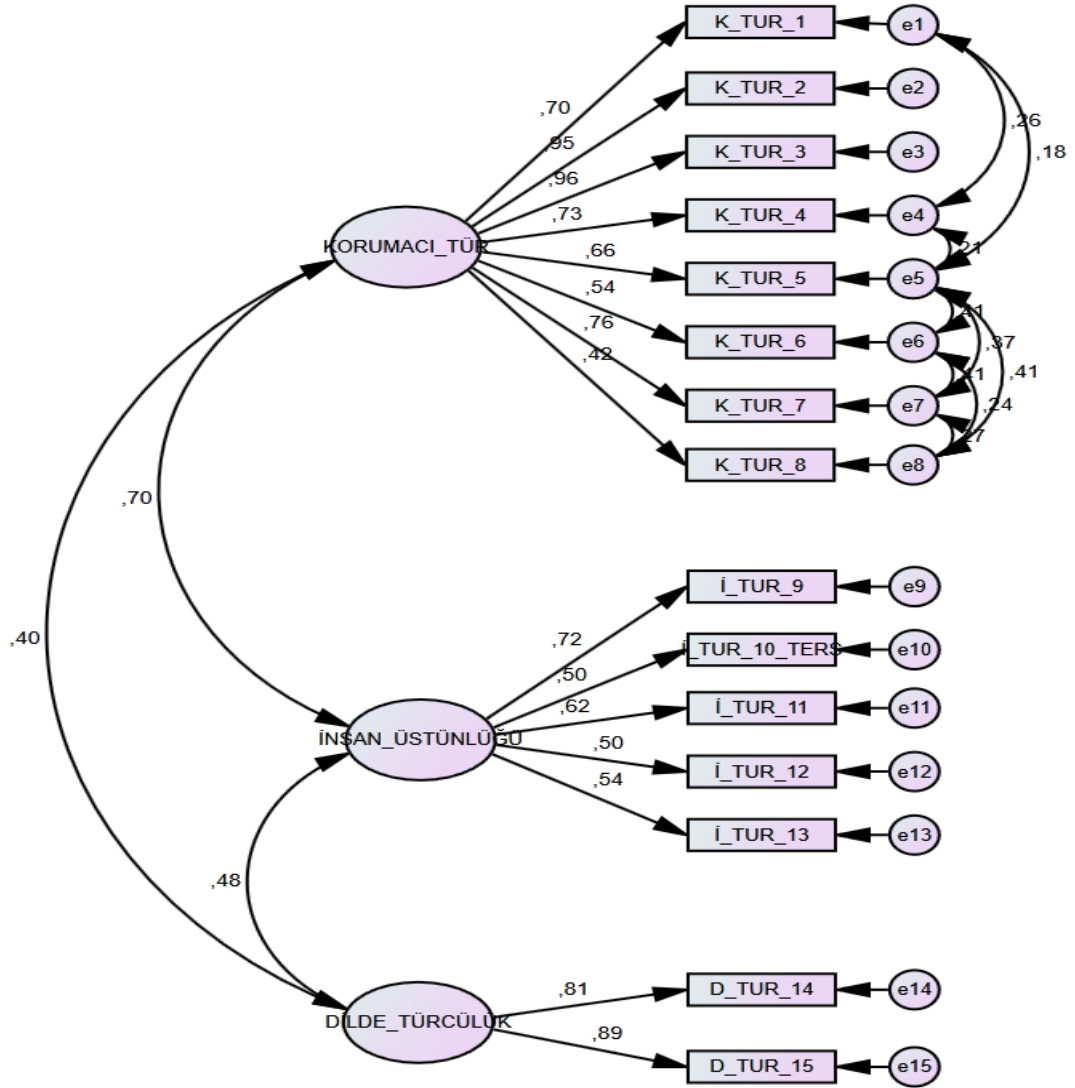 K_TUR_1
e1
K_TUR_2
e2
,70
,26
,95
K_TUR_3
e3
,18
,96
,73
K_TUR_4
e4
KORUMACI_TÜR
,21
,66
K_TUR_5
e5
,54
,41
,76
K_TUR_6
e6
,37
,42
,41
,41
K_TUR_7
e7
,24
,27
K_TUR_8
e8
,70
İ_TUR_9
e9
,40
,72
İ_TUR_10_TERS
e10
,50
,62
İ_TUR_11
e11
İNSAN_ÜSTÜNLÜĞÜ
,50
İ_TUR_12
e12
,54
İ_TUR_13
e13
,48
,81
D_TUR_14
e14
DİLDE_TÜRCÜLÜK
,89
D_TUR_15
e15